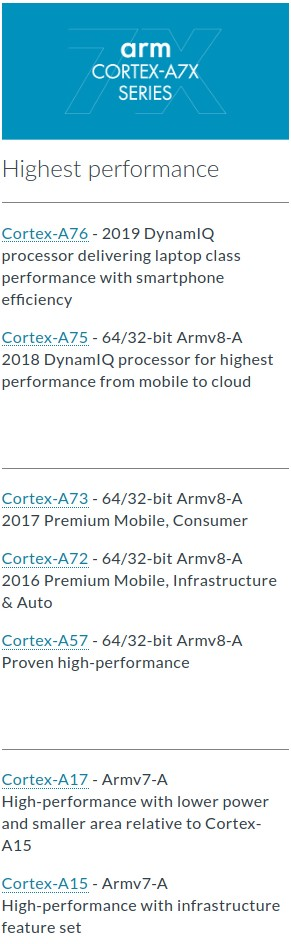 arm
CORTEX-A7X
SERIES
Highest performance
Cortex-A76 - 2019 DynamIQ
processor delivering laptop class
performance with smartphone
efficiency
Cortex-A75 - 64/32-bit Armv8-A
2018 DynamIQ processor for highest
performance from mobile to cloud
Cortex-A73 - 64/32-bit Armv8-A
2017 Premium Mobile, Consumer
Cortex-A72 - 64/32-bit Armv8-A
2016 Premium Mobile, Infrastructure
& Auto
Cortex-A57 - 64/32-bit Armv8-A
Proven high-performance
Cortex-A17 - Armv7-A
High-performance with lower power
and smaller area relative to Cortex-
A15
Cortex-A15 - Armv7-A
High-performance with infrastructure
feature set